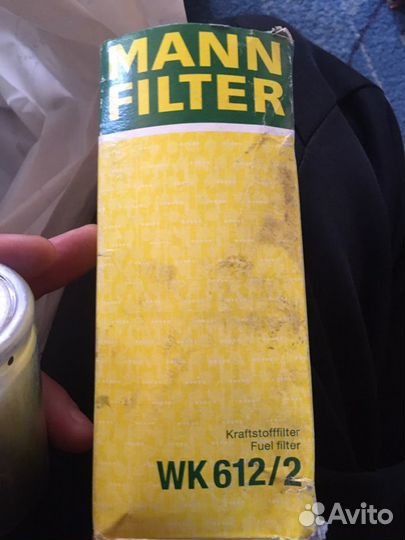 MANN
FILTER
Kraftstofffilter
Fuel filter
WK 612/2
Avito